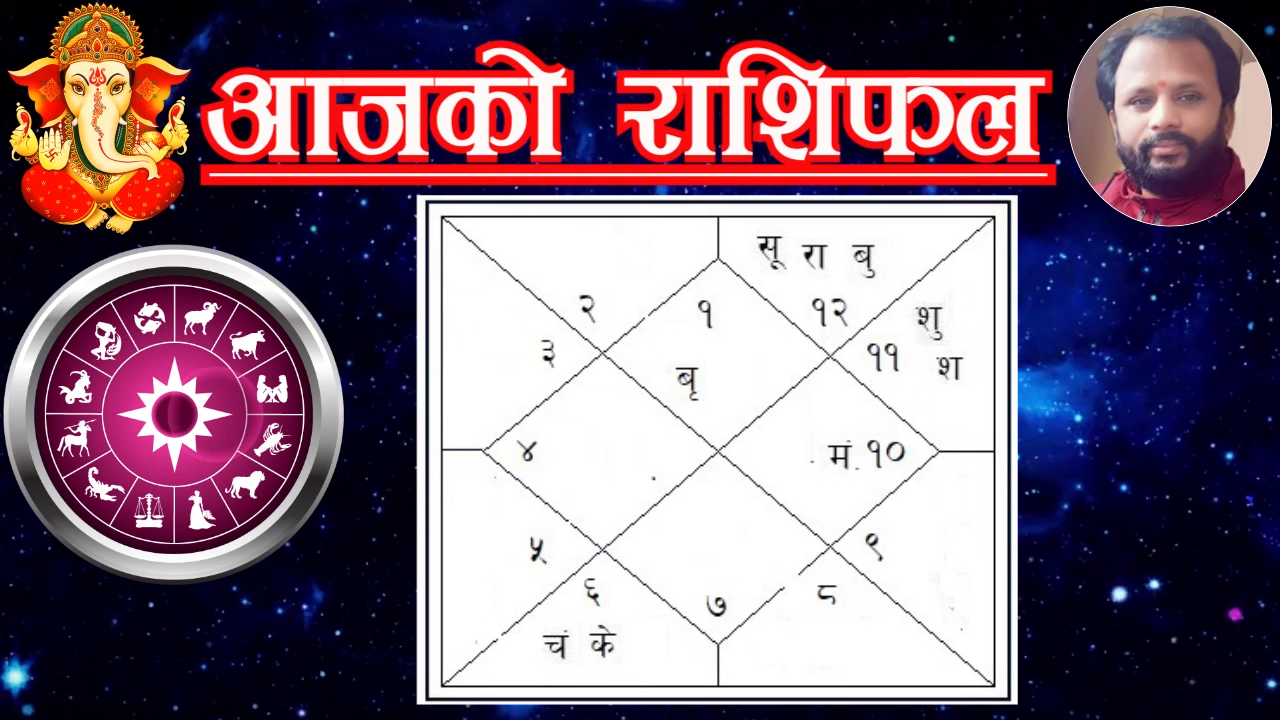 आजको राशिफल
सू रा बु
२ १ १२ शु
३ ११ श
बृ
४ मं. १०
५ ९
६ ७ ८
चं के